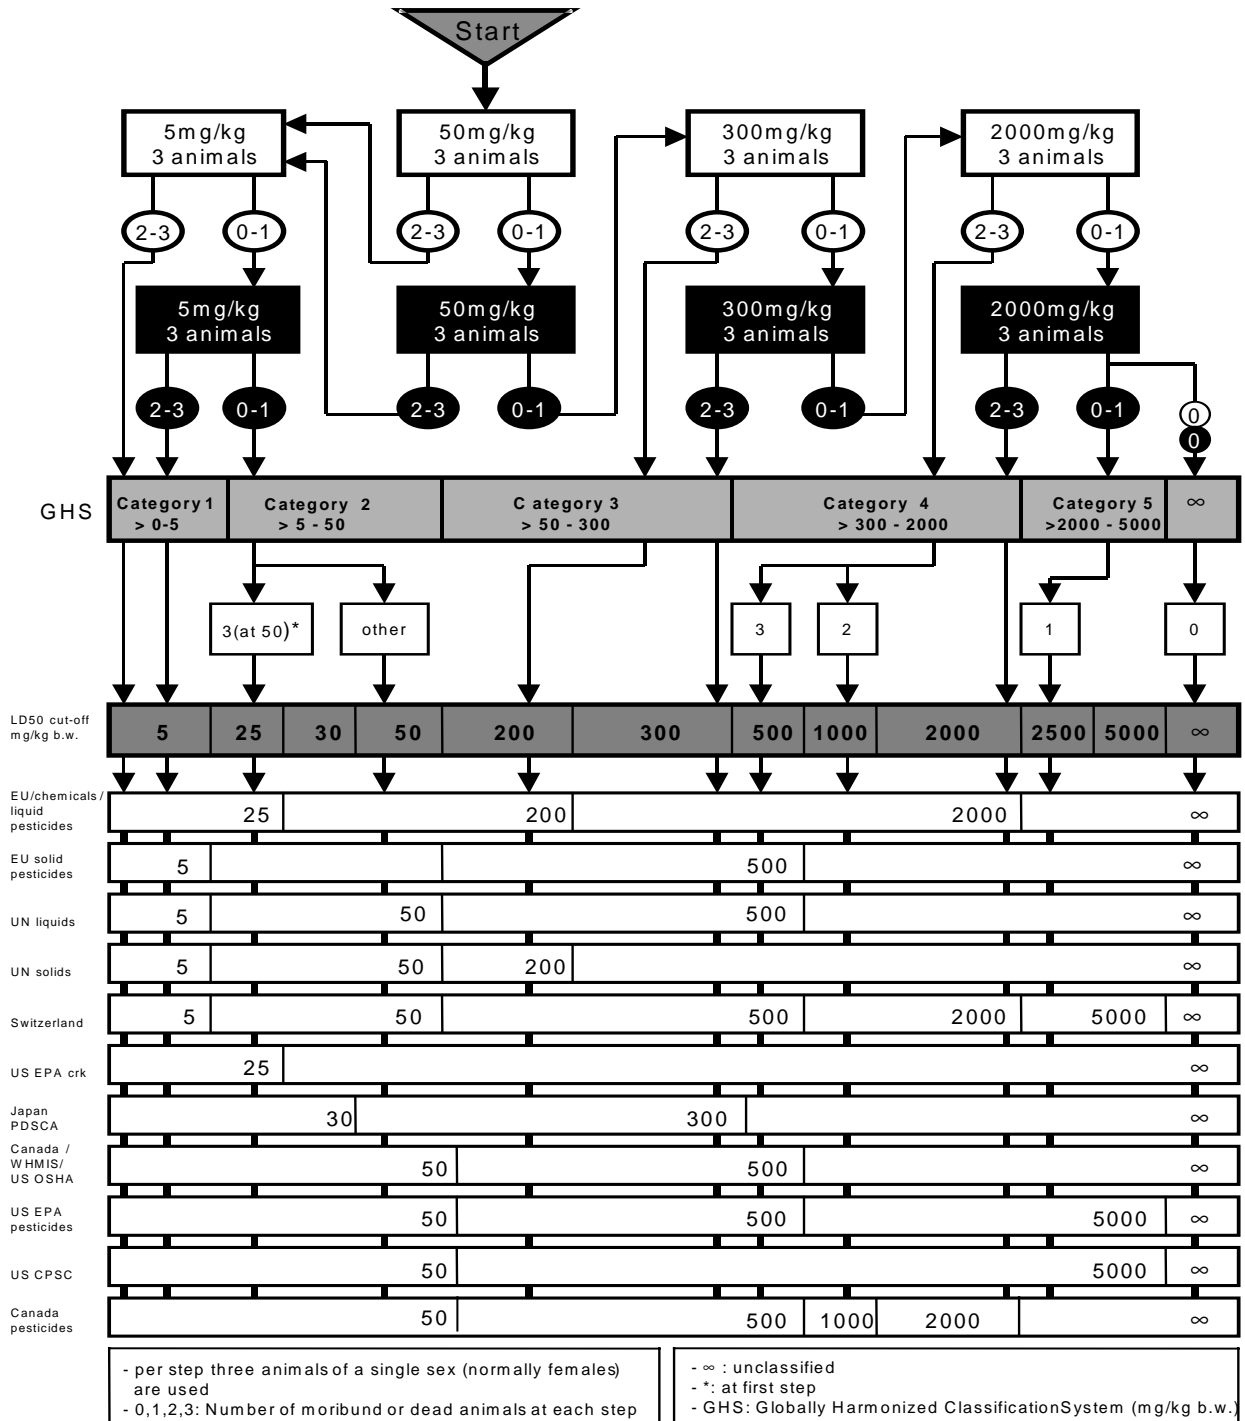 Start
5mg/kg
3 animals
50mg/kg
3 animals
300mg/kg
3 animals
2000mg/kg
3 animals
2-3
0-1
2-3
0-1
2-3
0-1
2-3
0-1
5mg/kg
3 animals
50mg/kg
3 animals
300mg/kg
3 animals
2000mg/kg
3 animals
2-3
0-1
2-3
0-1
2-3
0-1
2-3
0-1
0
0
GHS
Category 1
> 0-5
Category 2
> 5 - 50
Category 3
> 50 - 300
Category 4
> 300 - 2000
Category 5
>2000 - 5000
∞
3(at 50)*
other
3
2
1
0
LD50 cut-off
mg/kg b.w.
5 25 30 50 200 300 500 1000 2000 2500 5000 ∞
EU/chemicals/
liquid
pesticides
25 200 2000 ∞
EU solid
pesticides
5 500 ∞
UN liquids
5 50 500 ∞
UN solids
5 50 200 ∞
Switzerland
5 50 500 2000 5000 ∞
US EPA crk
25 ∞
Japan
PDSCA
30 300 ∞
Canada /
WHMIS/
US OSHA
50 500 ∞
US EPA
pesticides
50 500 5000 ∞
US CPSC
50 5000 ∞
Canada
pesticides
50 500 1000 2000 ∞
- per step three animals of a single sex (normally females)
are used
- 0,1,2,3: Number of moribund or dead animals at each step
- ∞ : unclassified
- *: at first step
- GHS: Globally Harmonized ClassificationSystem (mg/kg b.w.)